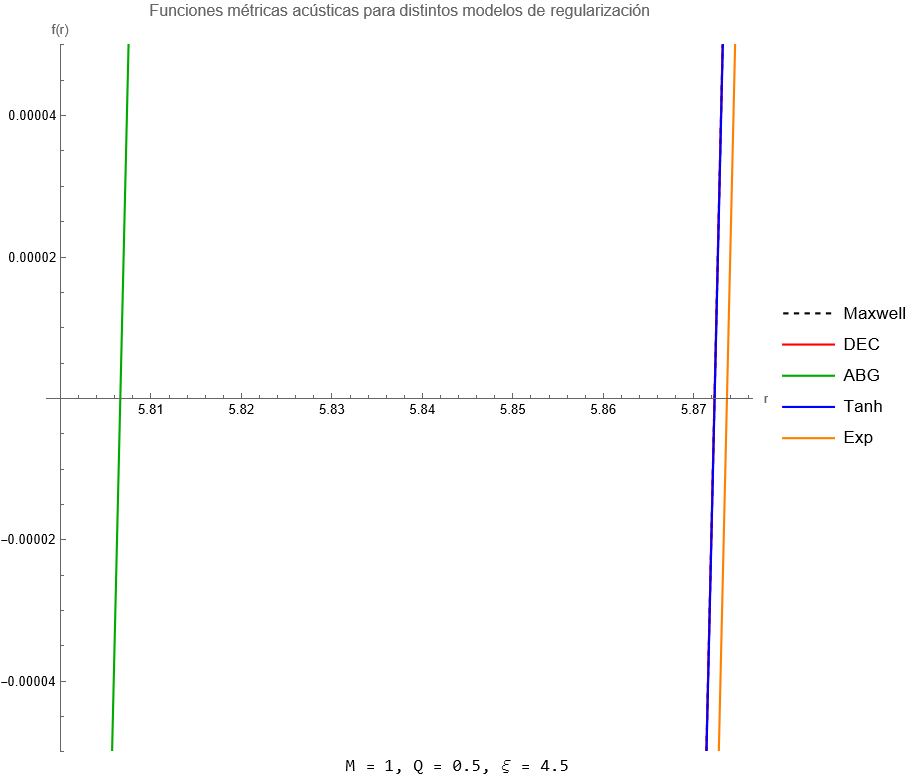 Funciones métricas acústicas para distintos modelos de regularización
f(r)
0.00004
0.00002
5.81 5.82 5.83 5.84 5.85 5.86 5.87 r
-0.00002
-0.00004
Maxwell
DEC
ABG
Tanh
Exp
M = 1, Q = 0.5, ξ = 4.5